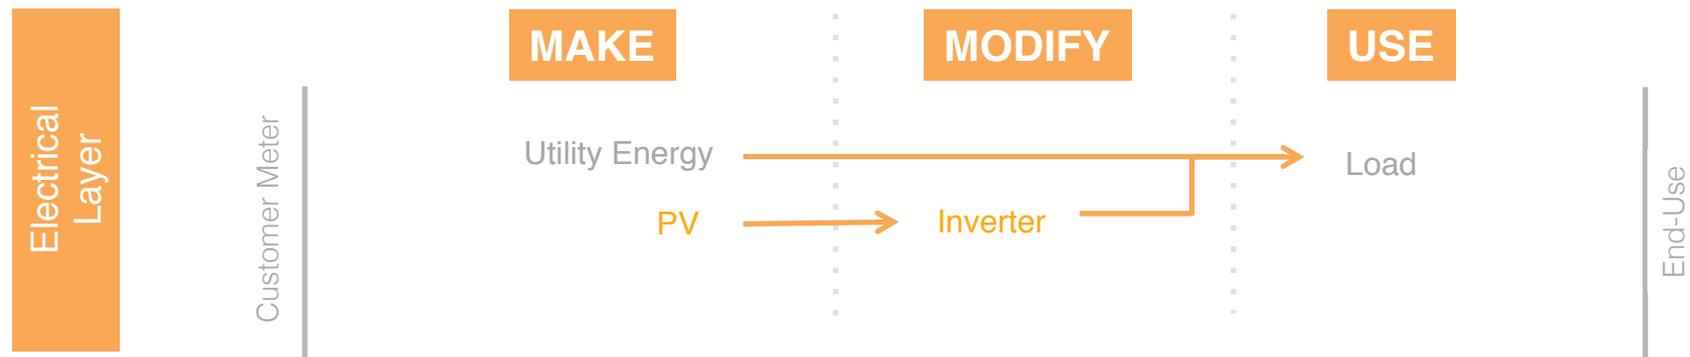 Electrical
Layer
Customer Meter
MAKE
MODIFY
USE
Utility Energy
Load
PV
Inverter
End-Use